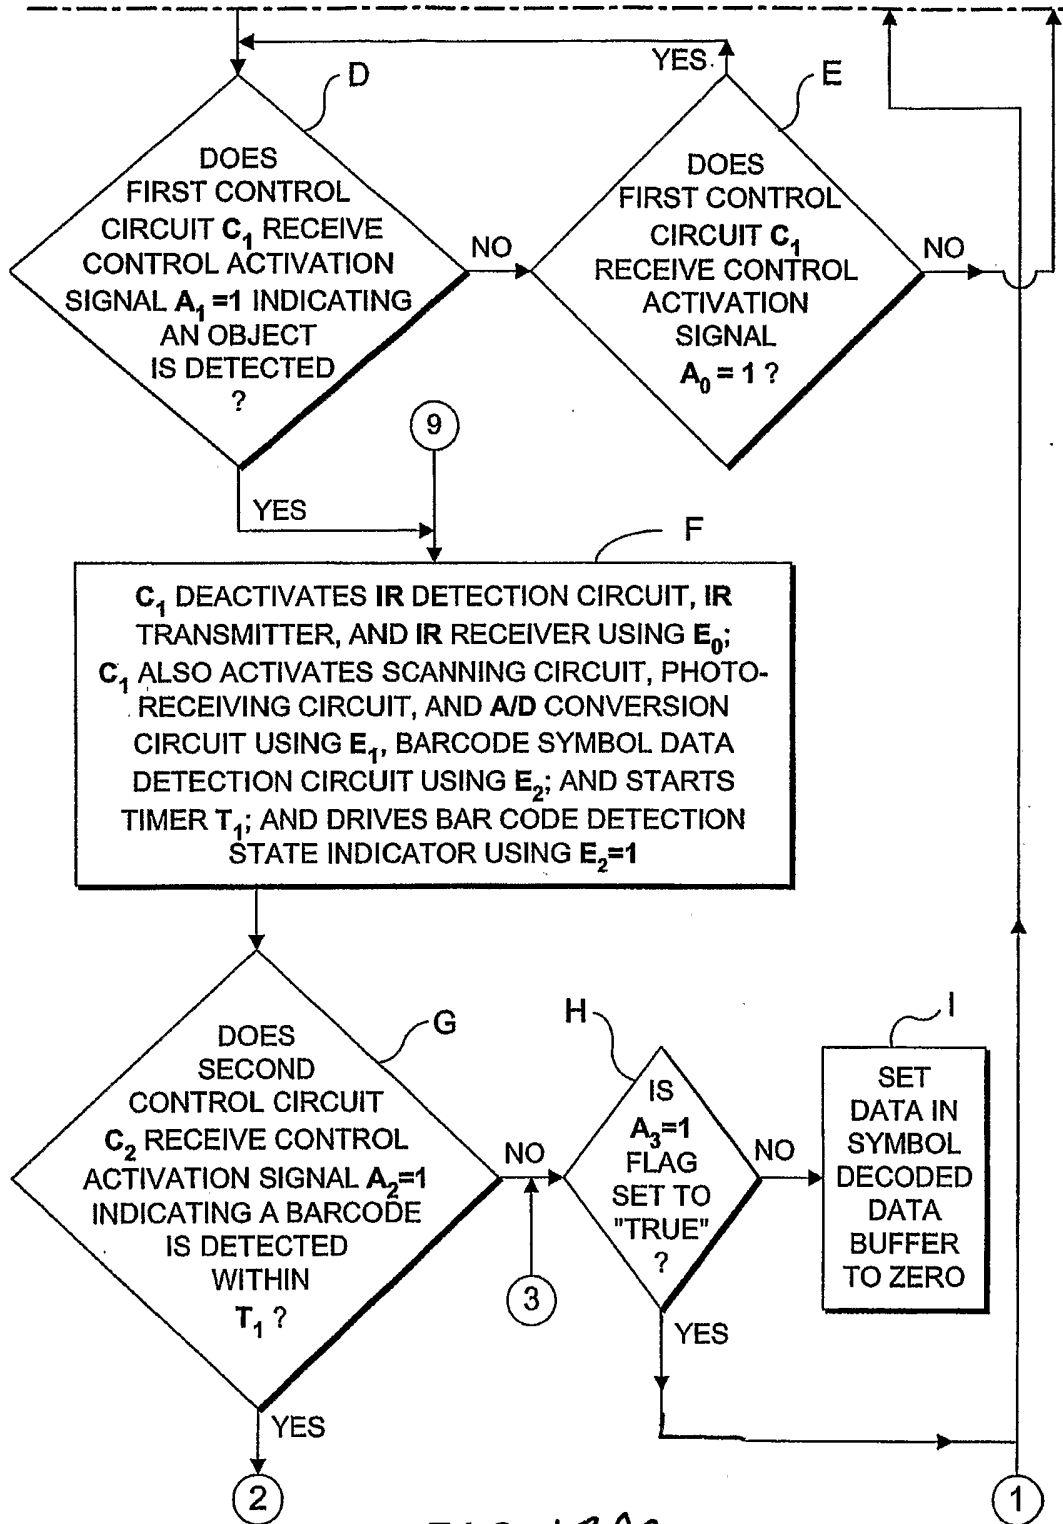 YES
D
E
DOES
FIRST CONTROL
CIRCUIT C1 RECEIVE
CONTROL ACTIVATION
SIGNAL A1 =1 INDICATING
AN OBJECT
IS DETECTED
?
NO
DOES
FIRST CONTROL
CIRCUIT C1
RECEIVE CONTROL
ACTIVATION
SIGNAL
A0 = 1 ?
NO
9
YES
F
C1 DEACTIVATES IR DETECTION CIRCUIT, IR
TRANSMITTER, AND IR RECEIVER USING E0;
C1 ALSO ACTIVATES SCANNING CIRCUIT, PHOTO-
RECEIVING CIRCUIT, AND A/D CONVERSION
CIRCUIT USING E1, BARCODE SYMBOL DATA
DETECTION CIRCUIT USING E2; AND STARTS
TIMER T1; AND DRIVES BAR CODE DETECTION
STATE INDICATOR USING E2=1
G
DOES
SECOND
CONTROL CIRCUIT
C2 RECEIVE CONTROL
ACTIVATION SIGNAL A2=1
INDICATING A BARCODE
IS DETECTED
WITHIN
T1 ?
NO
3
H
IS
A3=1
FLAG
SET TO
"TRUE"
?
NO
I
SET
DATA IN
SYMBOL
DECODED
DATA
BUFFER
TO ZERO
YES
YES
2
1